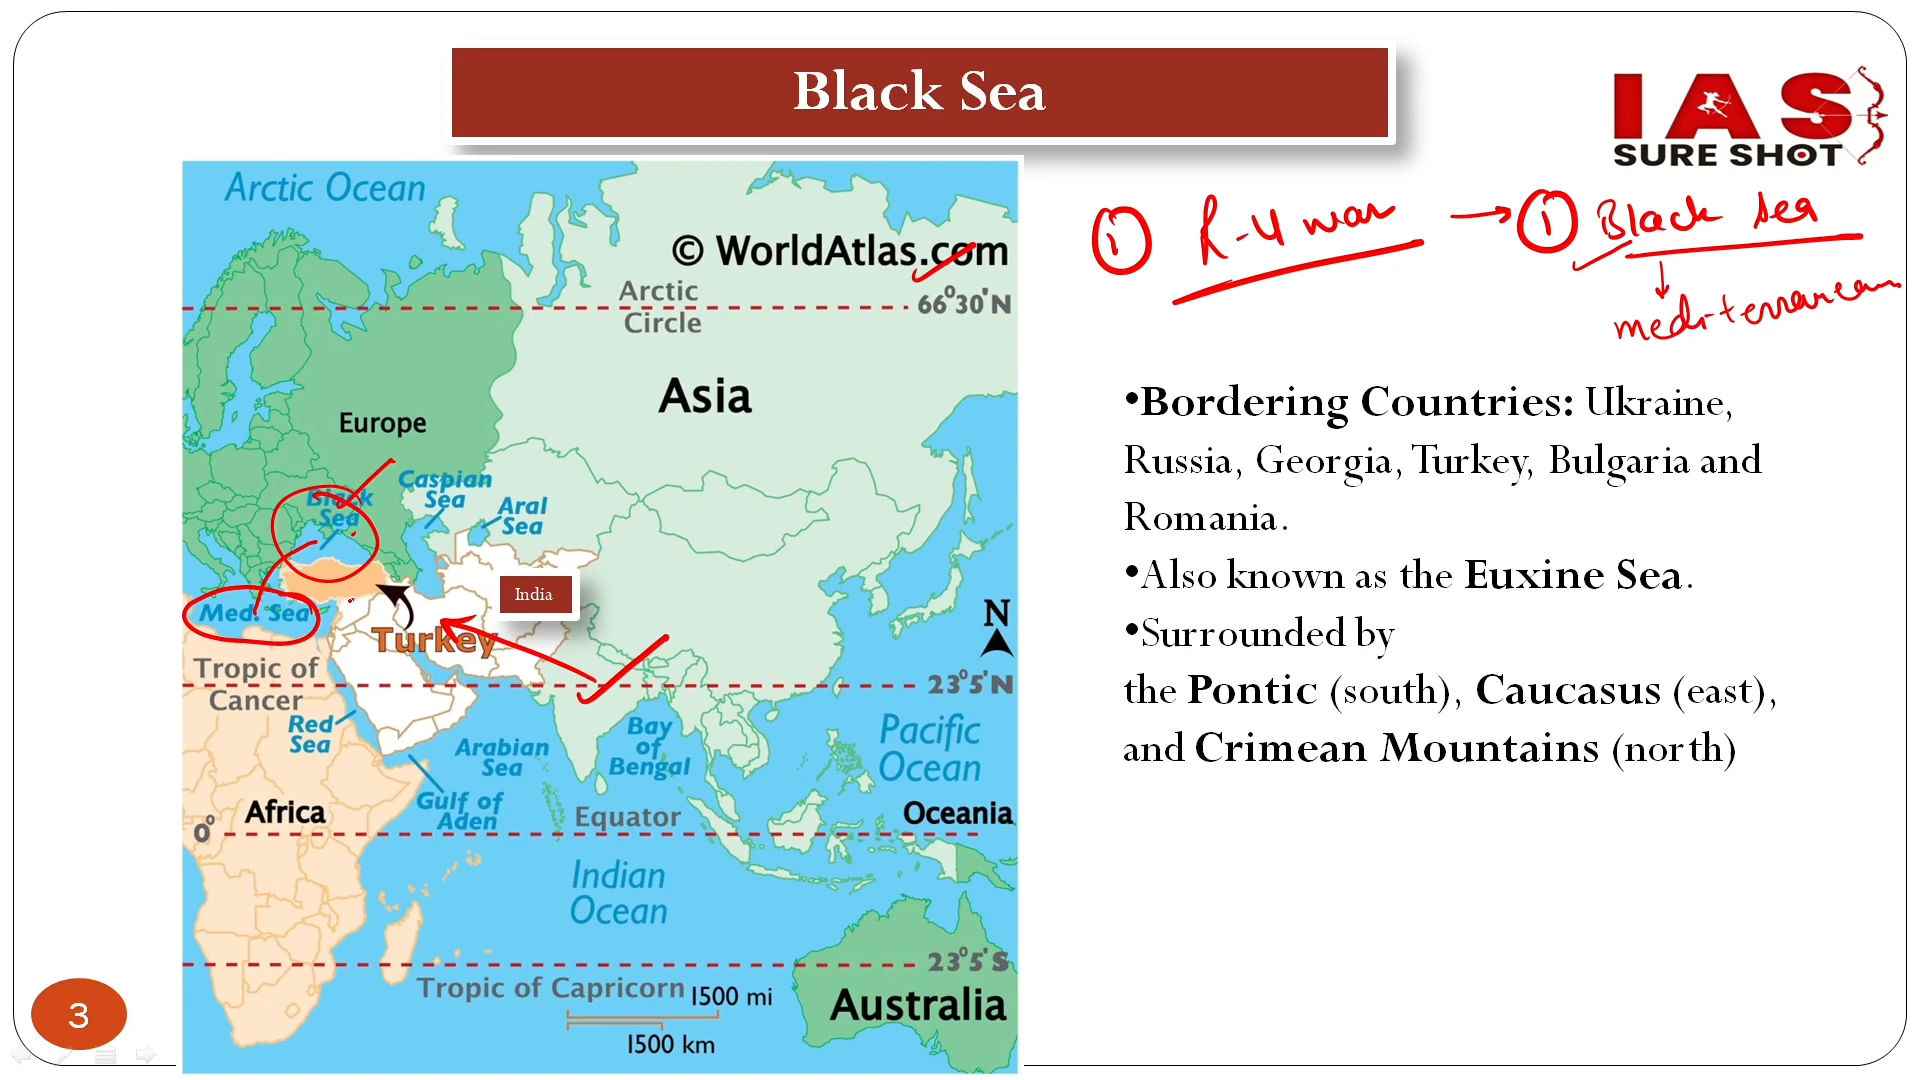 Black Sea
IAS
SURE SHOT
① R-U war → ① Black Sea
mediterranean
Arctic Ocean
© WorldAtlas.com
Arctic
Circle
66°30'N
Asia
Europe
Black
Sea
Caspian
Sea
Aral
Sea
India
Med. Sea
Turkey
N
Tropic of
Cancer
23°5'N
Red
Sea
Arabian
Sea
Bay
of
Bengal
Pacific
Ocean
Gulf of
Aden
Africa
Equator
Oceania
0°
Indian
Ocean
23°5'S
Tropic of Capricorn
1500 mi
1500 km
Australia
•Bordering Countries: Ukraine,
Russia, Georgia, Turkey, Bulgaria and
Romania.
•Also known as the Euxine Sea.
•Surrounded by
the Pontic (south), Caucasus (east),
and Crimean Mountains (north)
3